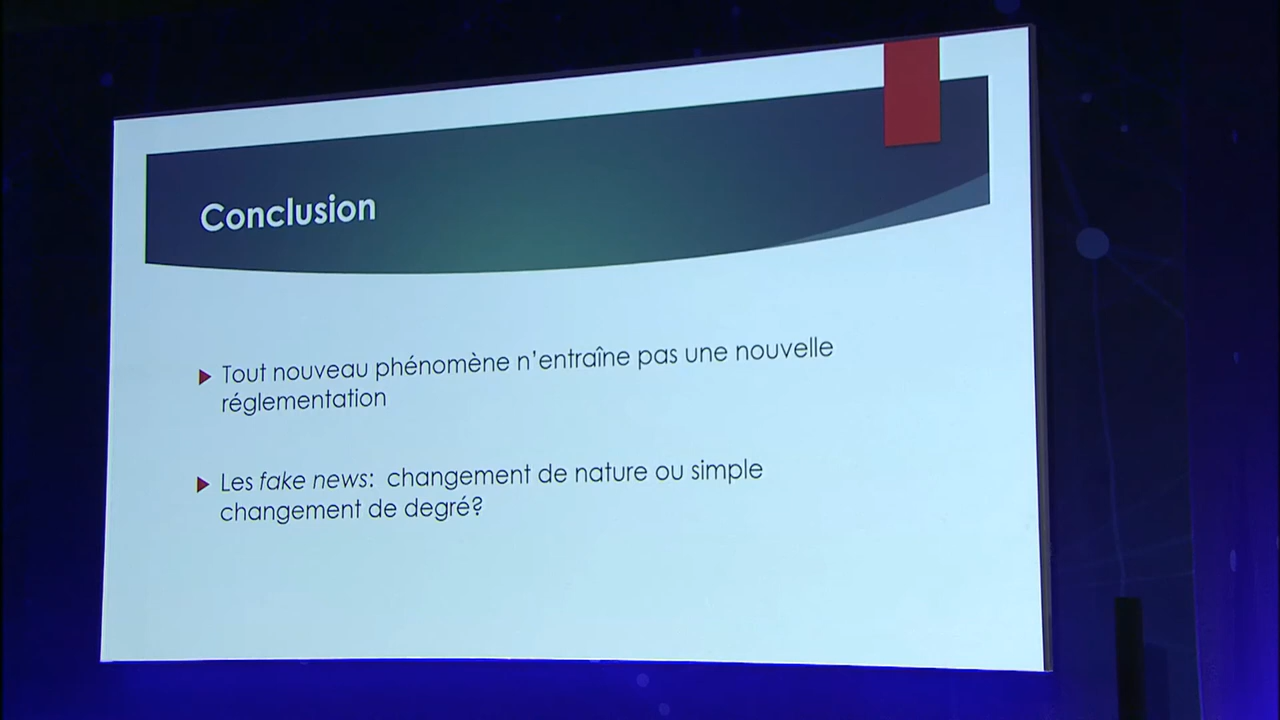 Conclusion
Tout nouveau phénomène n’entraîne pas une nouvelle
réglementation
Les fake news: changement de nature ou simple
changement de degré?